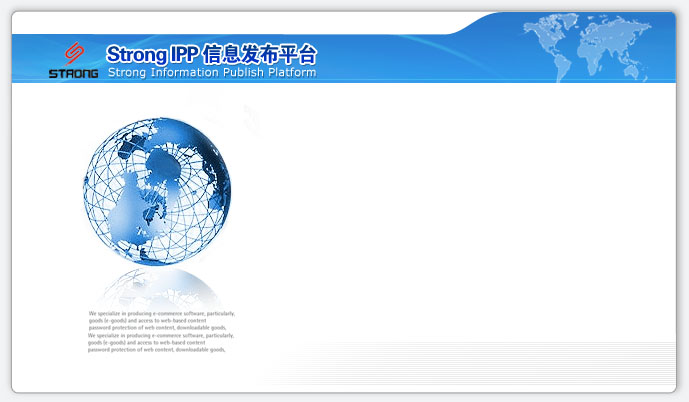 Strong IPP 信息发布平台
STRONG
Strong Information Publish Platform
We specialize in producing e-commerce software, particularly,
goods (e-goods) and access to web-based content
password protection of web content, downloadable goods,
We specialize in producing e-commerce software, particularly,
goods (e-goods) and access to web-based content
password protection of web content, downloadable goods,